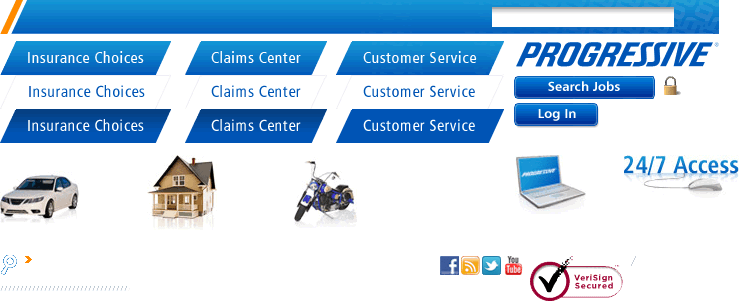 Insurance Choices Claims Center Customer Service PROGRESSIVE®
Insurance Choices Claims Center Customer Service Search Jobs
Insurance Choices Claims Center Customer Service Log In
PROGRESSIVE 24/7 Access
You Tube
VeriSign
Secured